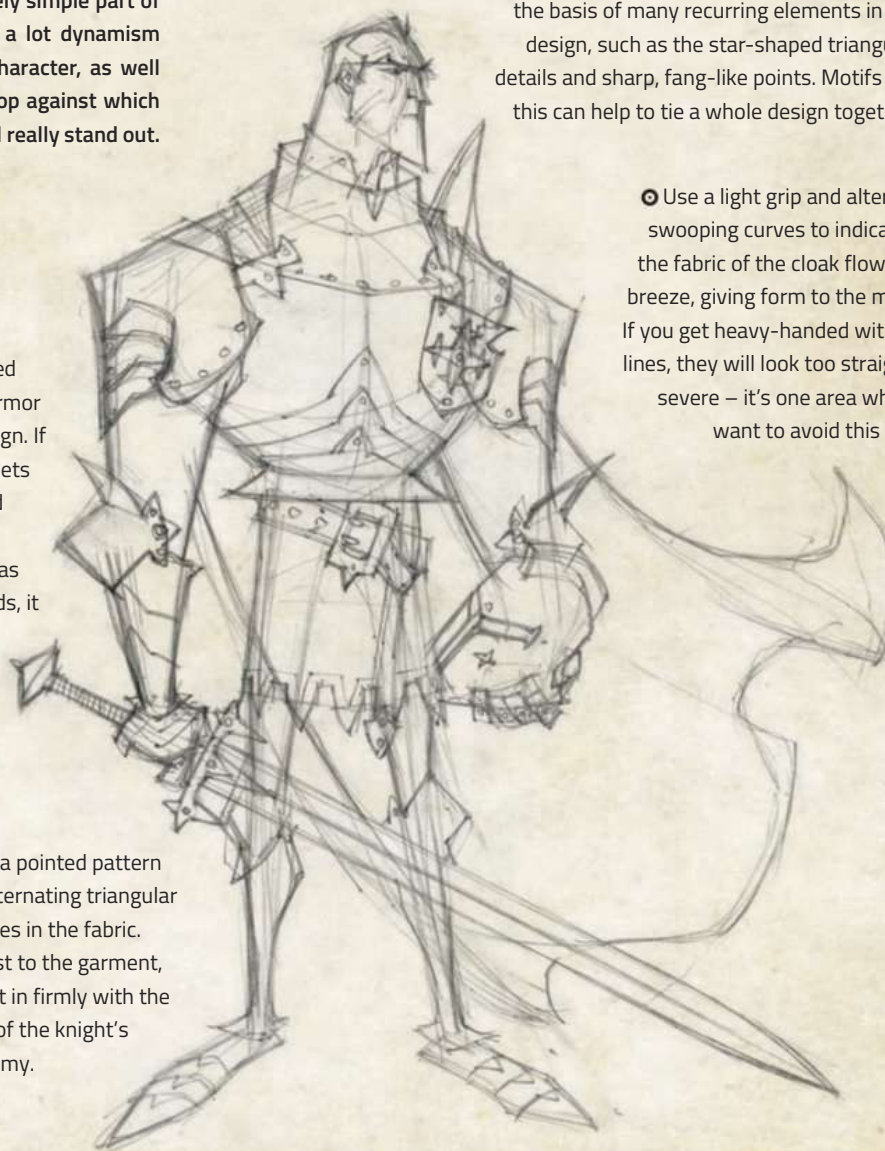 ely simple part of
a lot dynamism
haracter, as well
op against which
l really stand out.
the basis of many recurring elements in
design, such as the star-shaped triangu
details and sharp, fang-like points. Motifs
this can help to tie a whole design toget
Use a light grip and alter
swooping curves to indica
the fabric of the cloak flow
breeze, giving form to the m
If you get heavy-handed wit
lines, they will look too straig
severe – it's one area wh
want to avoid this
ed
rmor
gn. If
ets
d
as
ds, it
a pointed pattern
ternating triangular
es in the fabric.
st to the garment,
t in firmly with the
of the knight's
my.